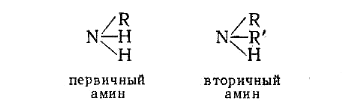 R R
N H N R′
H H
первичный вторичный
амин амин